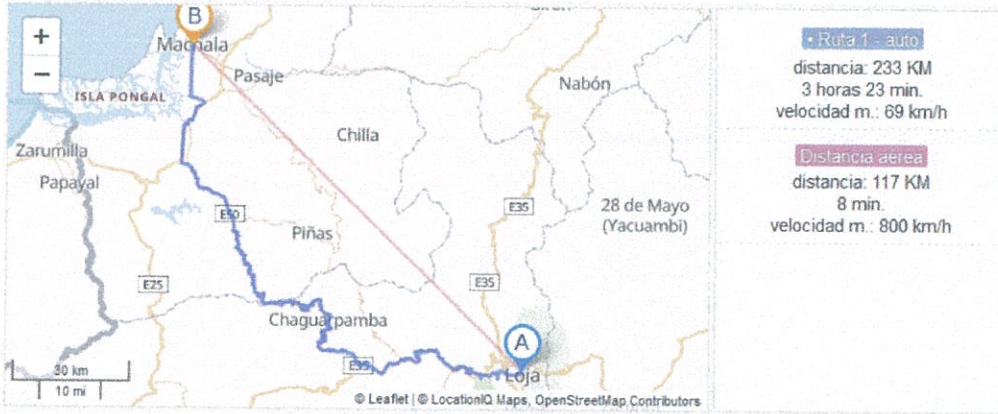 B
+
−
Machala
Pasaje
Nabón
ISLA PONGAL
Chilla
Zarumilla
Papayal
E50
E35
28 de Mayo
(Yacuambi)
Piñas
E25
E35
Chaguarpamba
A
E35
Loja
30 km
10 mi
© Leaflet | © LocationIQ Maps, OpenStreetMap Contributors
• Ruta 1 - auto
distancia: 233 KM
3 horas 23 min.
velocidad m.: 69 km/h
Distancia aérea
distancia: 117 KM
8 min.
velocidad m.: 800 km/h